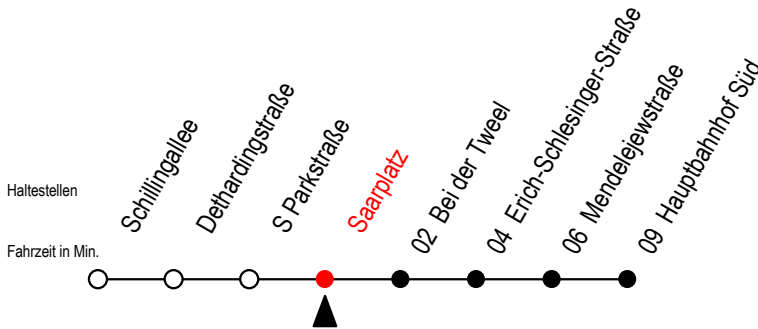 Haltestellen
Fahrzeit in Min.
Schillingallee
Dethardingstraße
S Parkstraße
Saarplatz
02 Bei der Tweel
04 Erich-Schlesinger-Straße
06 Mendelejewstraße
09 Hauptbahnhof Süd